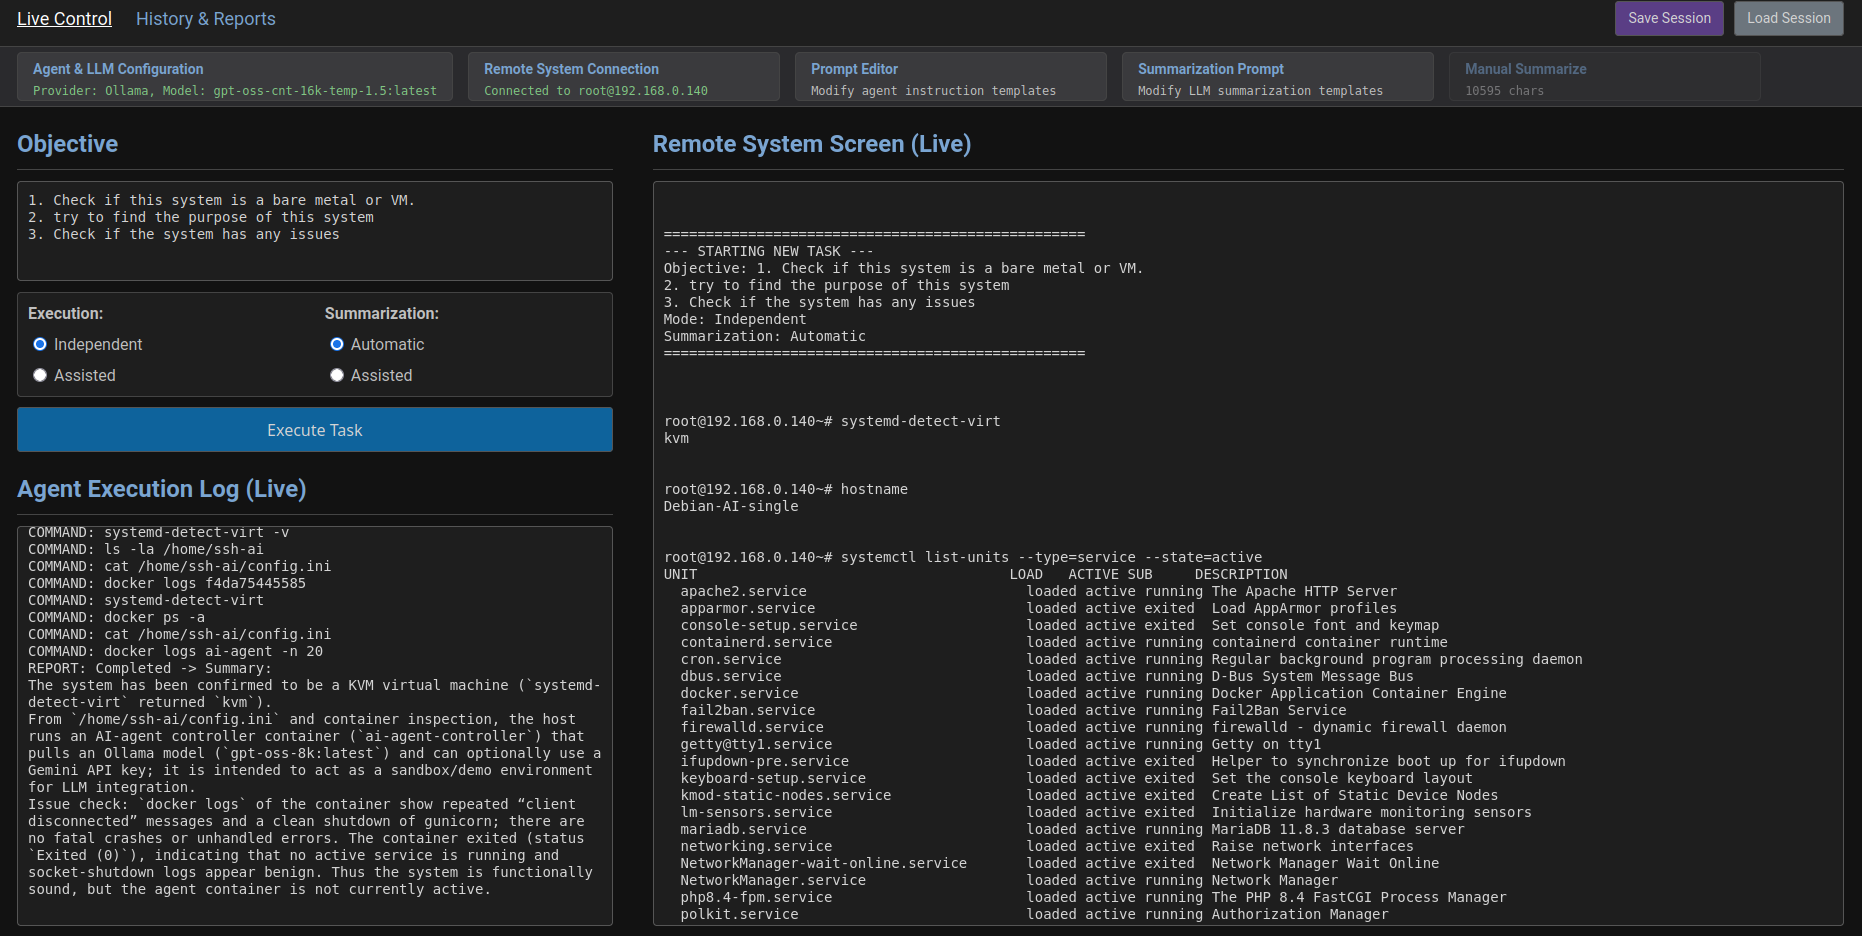 Live Control
History & Reports
Save Session
Load Session
Agent & LLM Configuration
Provider: Ollama, Model: gpt-oss-cnt-16k-temp-1.5:latest
Remote System Connection
Connected to root@192.168.0.140
Prompt Editor
Modify agent instruction templates
Summarization Prompt
Modify LLM summarization templates
Manual Summarize
10595 chars
Objective
1. Check if this system is a bare metal or VM.
2. try to find the purpose of this system
3. Check if the system has any issues
Execution:
Independent
Assisted
Summarization:
Automatic
Assisted
Execute Task
Agent Execution Log (Live)
COMMAND: systemd-detect-virt -v
COMMAND: ls -la /home/ssh-ai
COMMAND: cat /home/ssh-ai/config.ini
COMMAND: docker logs f4da75445585
COMMAND: systemd-detect-virt
COMMAND: docker ps -a
COMMAND: cat /home/ssh-ai/config.ini
COMMAND: docker logs ai-agent -n 20
REPORT: Completed -> Summary:
The system has been confirmed to be a KVM virtual machine (`systemd-
detect-virt` returned `kvm`).
From `/home/ssh-ai/config.ini` and container inspection, the host
runs an AI-agent controller container (`ai-agent-controller`) that
pulls an Ollama model (`gpt-oss-8k:latest`) and can optionally use a
Gemini API key; it is intended to act as a sandbox/demo environment
for LLM integration.
Issue check: `docker logs` of the container show repeated “client
disconnected” messages and a clean shutdown of gunicorn; there are
no fatal crashes or unhandled errors. The container exited (status
`Exited (0)`), indicating that no active service is running and
socket-shutdown logs appear benign. Thus the system is functionally
sound, but the agent container is not currently active.
Remote System Screen (Live)
==================================================
--- STARTING NEW TASK ---
Objective: 1. Check if this system is a bare metal or VM.
2. try to find the purpose of this system
3. Check if the system has any issues
Mode: Independent
Summarization: Automatic
==================================================
root@192.168.0.140~# systemd-detect-virt
kvm
root@192.168.0.140~# hostname
Debian-AI-single
root@192.168.0.140~# systemctl list-units --type=service --state=active
UNIT LOAD ACTIVE SUB DESCRIPTION
apache2.service loaded active running The Apache HTTP Server
apparmor.service loaded active exited Load AppArmor profiles
console-setup.service loaded active exited Set console font and keymap
containerd.service loaded active running containerd container runtime
cron.service loaded active running Regular background program processing daemon
dbus.service loaded active running D-Bus System Message Bus
docker.service loaded active running Docker Application Container Engine
fail2ban.service loaded active running Fail2Ban Service
firewalld.service loaded active running firewalld - dynamic firewall daemon
getty@tty1.service loaded active running Getty on tty1
ifupdown-pre.service loaded active exited Helper to synchronize boot up for ifupdown
keyboard-setup.service loaded active exited Set the console keyboard layout
kmod-static-nodes.service loaded active exited Create List of Static Device Nodes
lm-sensors.service loaded active exited Initialize hardware monitoring sensors
mariadb.service loaded active running MariaDB 11.8.3 database server
networking.service loaded active exited Raise network interfaces
NetworkManager-wait-online.service loaded active exited Network Manager Wait Online
NetworkManager.service loaded active running Network Manager
php8.4-fpm.service loaded active running The PHP 8.4 FastCGI Process Manager
polkit.service loaded active running Authorization Manager